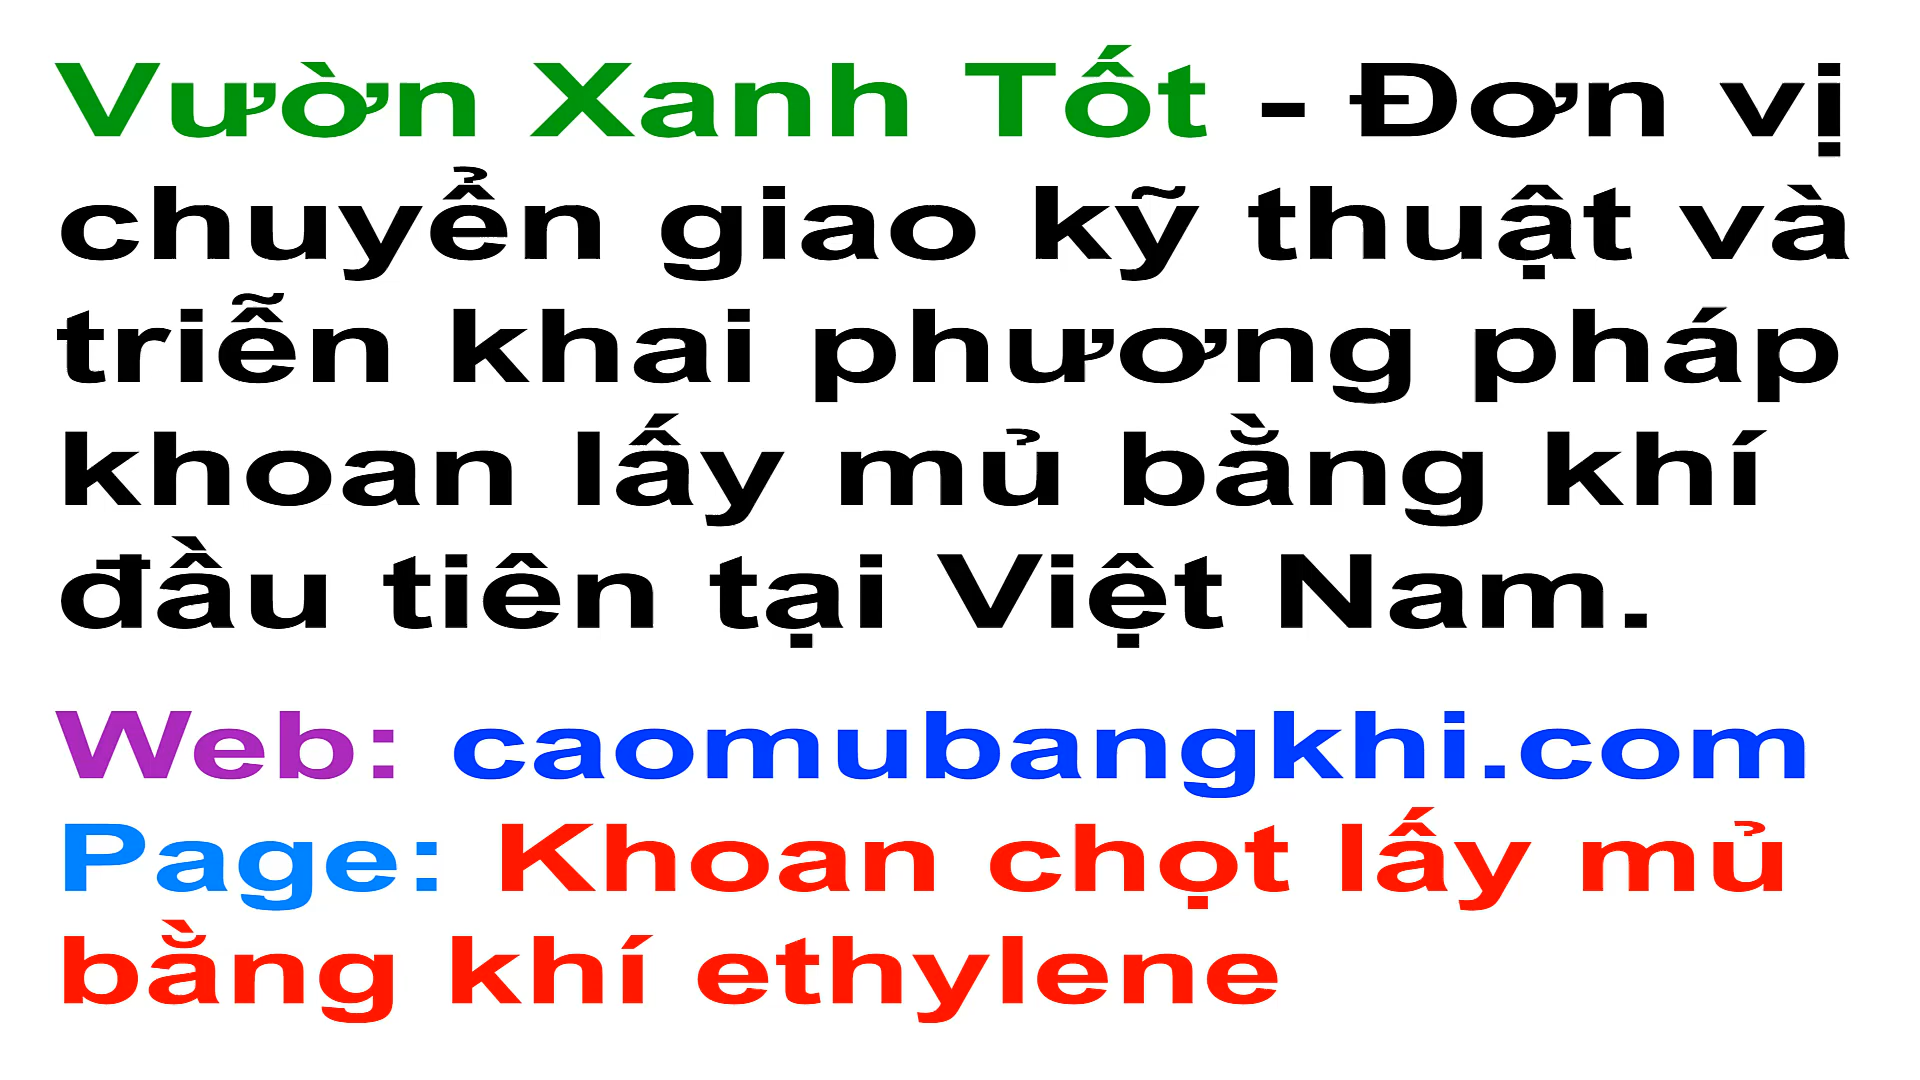 Vườn Xanh Tốt - Đơn vị
chuyển giao kỹ thuật và
triễn khai phương pháp
khoan lấy mủ bằng khí
đầu tiên tại Việt Nam.
Web: caomubangkhi.com
Page: Khoan chọt lấy mủ
bằng khí ethylene